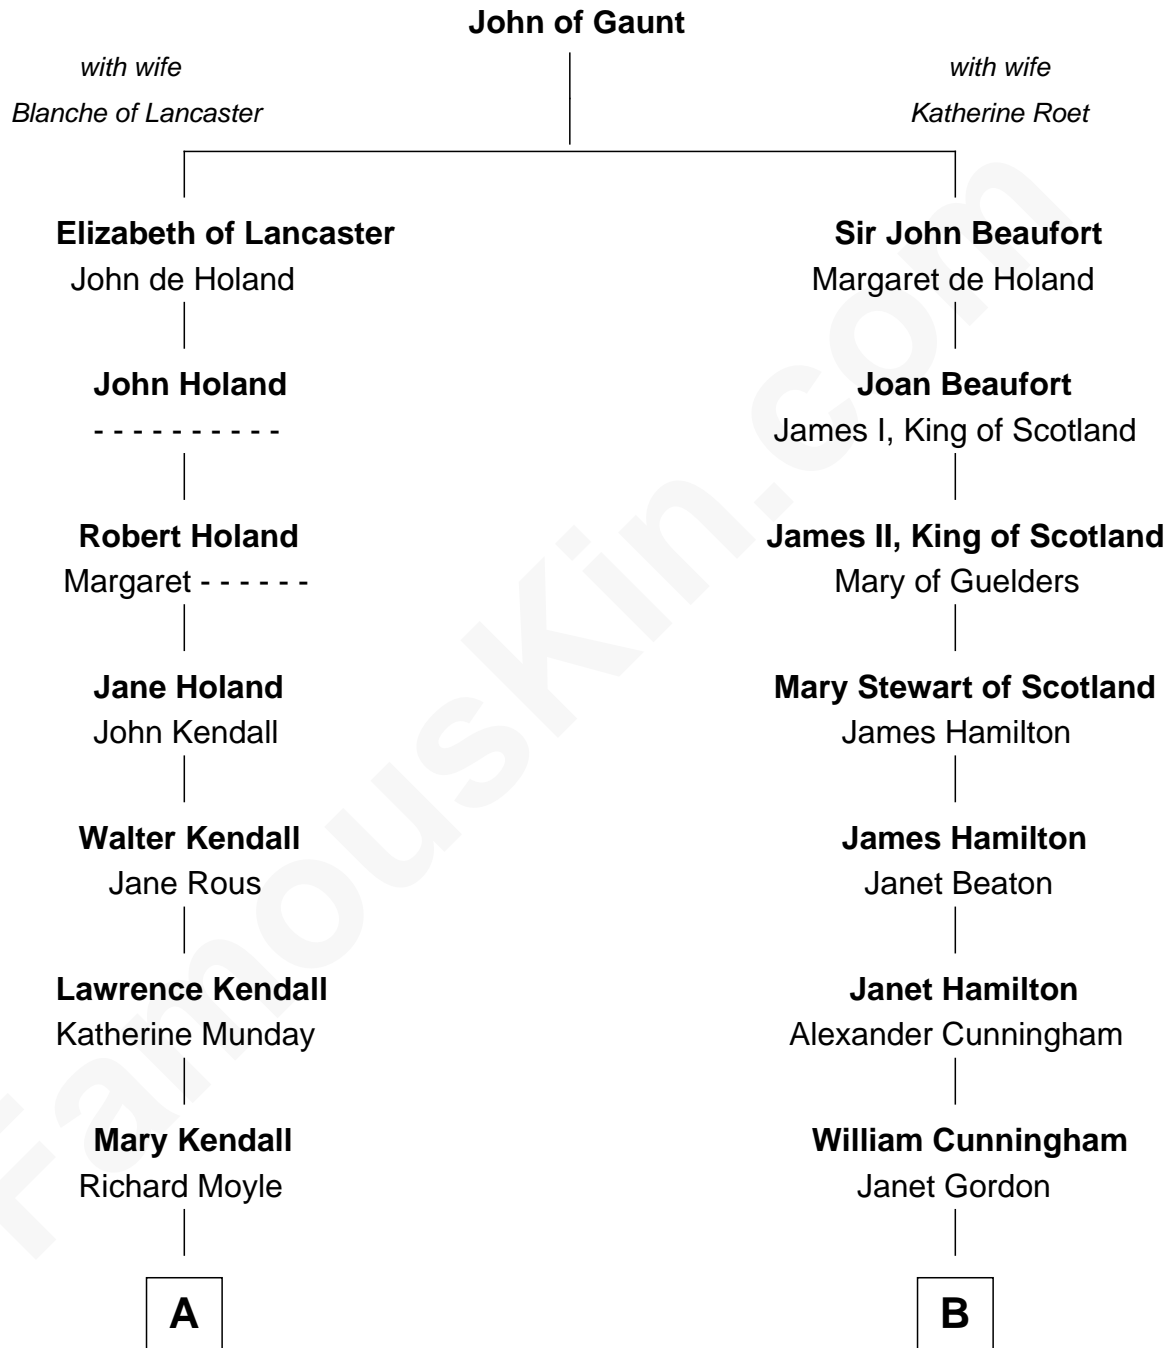 John of Gaunt
with wife
Blanche of Lancaster
with wife
Katherine Roet
Elizabeth of Lancaster
John de Holand
Sir John Beaufort
Margaret de Holand
John Holand
- - - - - - - - - -
Joan Beaufort
James I, King of Scotland
Robert Holand
Margaret - - - - - -
James II, King of Scotland
Mary of Guelders
Jane Holand
John Kendall
Mary Stewart of Scotland
James Hamilton
Walter Kendall
Jane Rous
James Hamilton
Janet Beaton
Lawrence Kendall
Katherine Munday
Janet Hamilton
Alexander Cunningham
Mary Kendall
Richard Moyle
William Cunningham
Janet Gordon
A
B
FamousKin.com